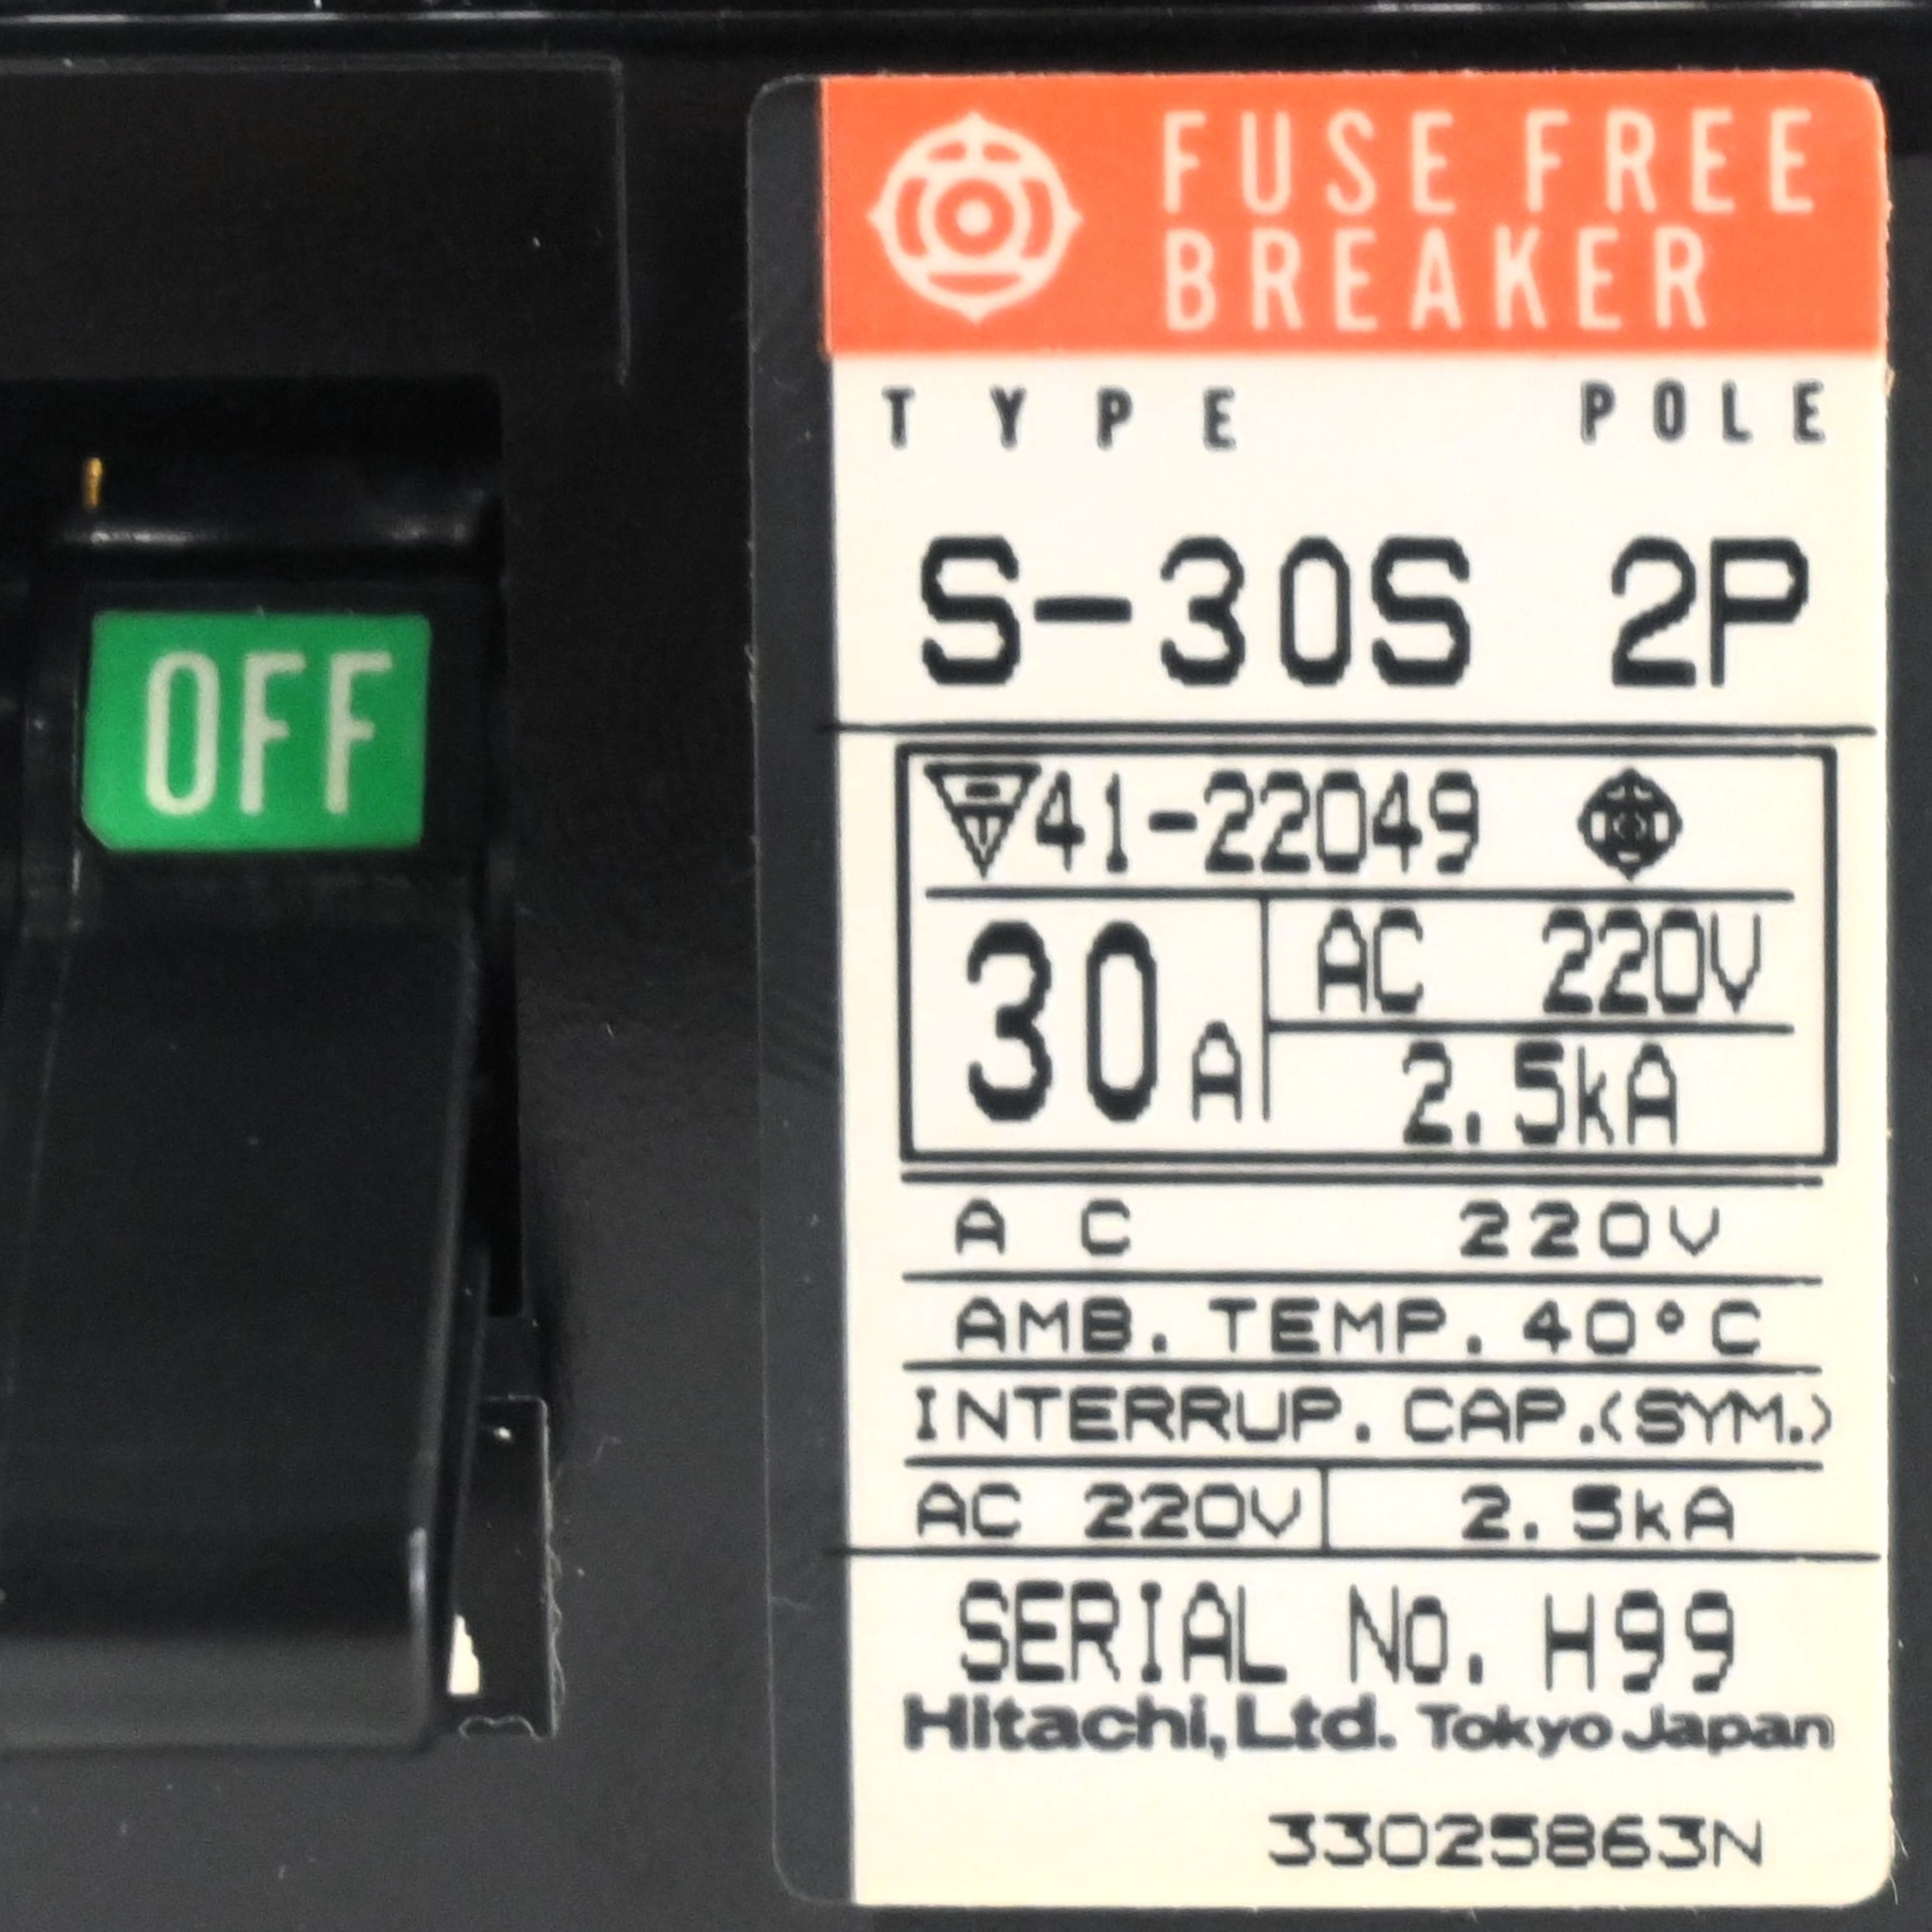 FUSE FREE
BREAKER
TYPE POLE
S-30S 2P
OFF
41-22049
30A
AC 220V
2.5kA
AC 220V
AMB. TEMP. 40°C
INTERRUP. CAP.(SYM.)
AC 220V 2.5kA
SERIAL No. H99
Hitachi, Ltd. Tokyo Japan
33025863N